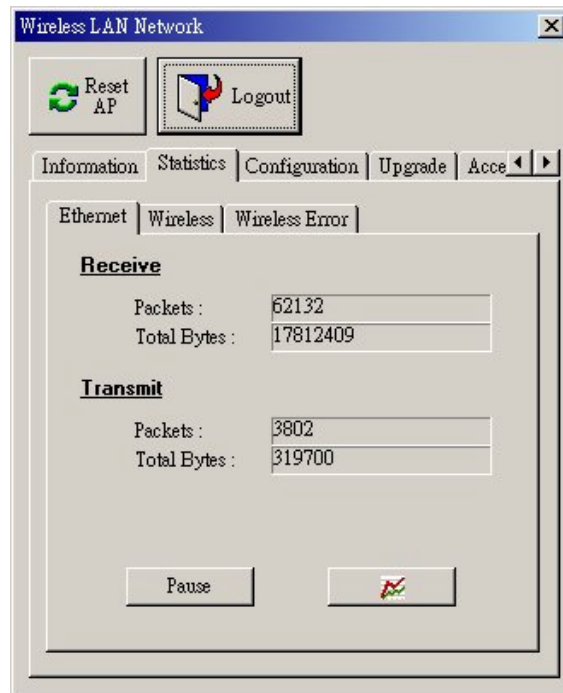 Wireless LAN Network
Reset
AP
Logout
Information Statistics Configuration Upgrade Acce
Ethernet Wireless Wireless Error
Receive
Packets : 62132
Total Bytes : 17812409
Transmit
Packets : 3802
Total Bytes : 319700
Pause